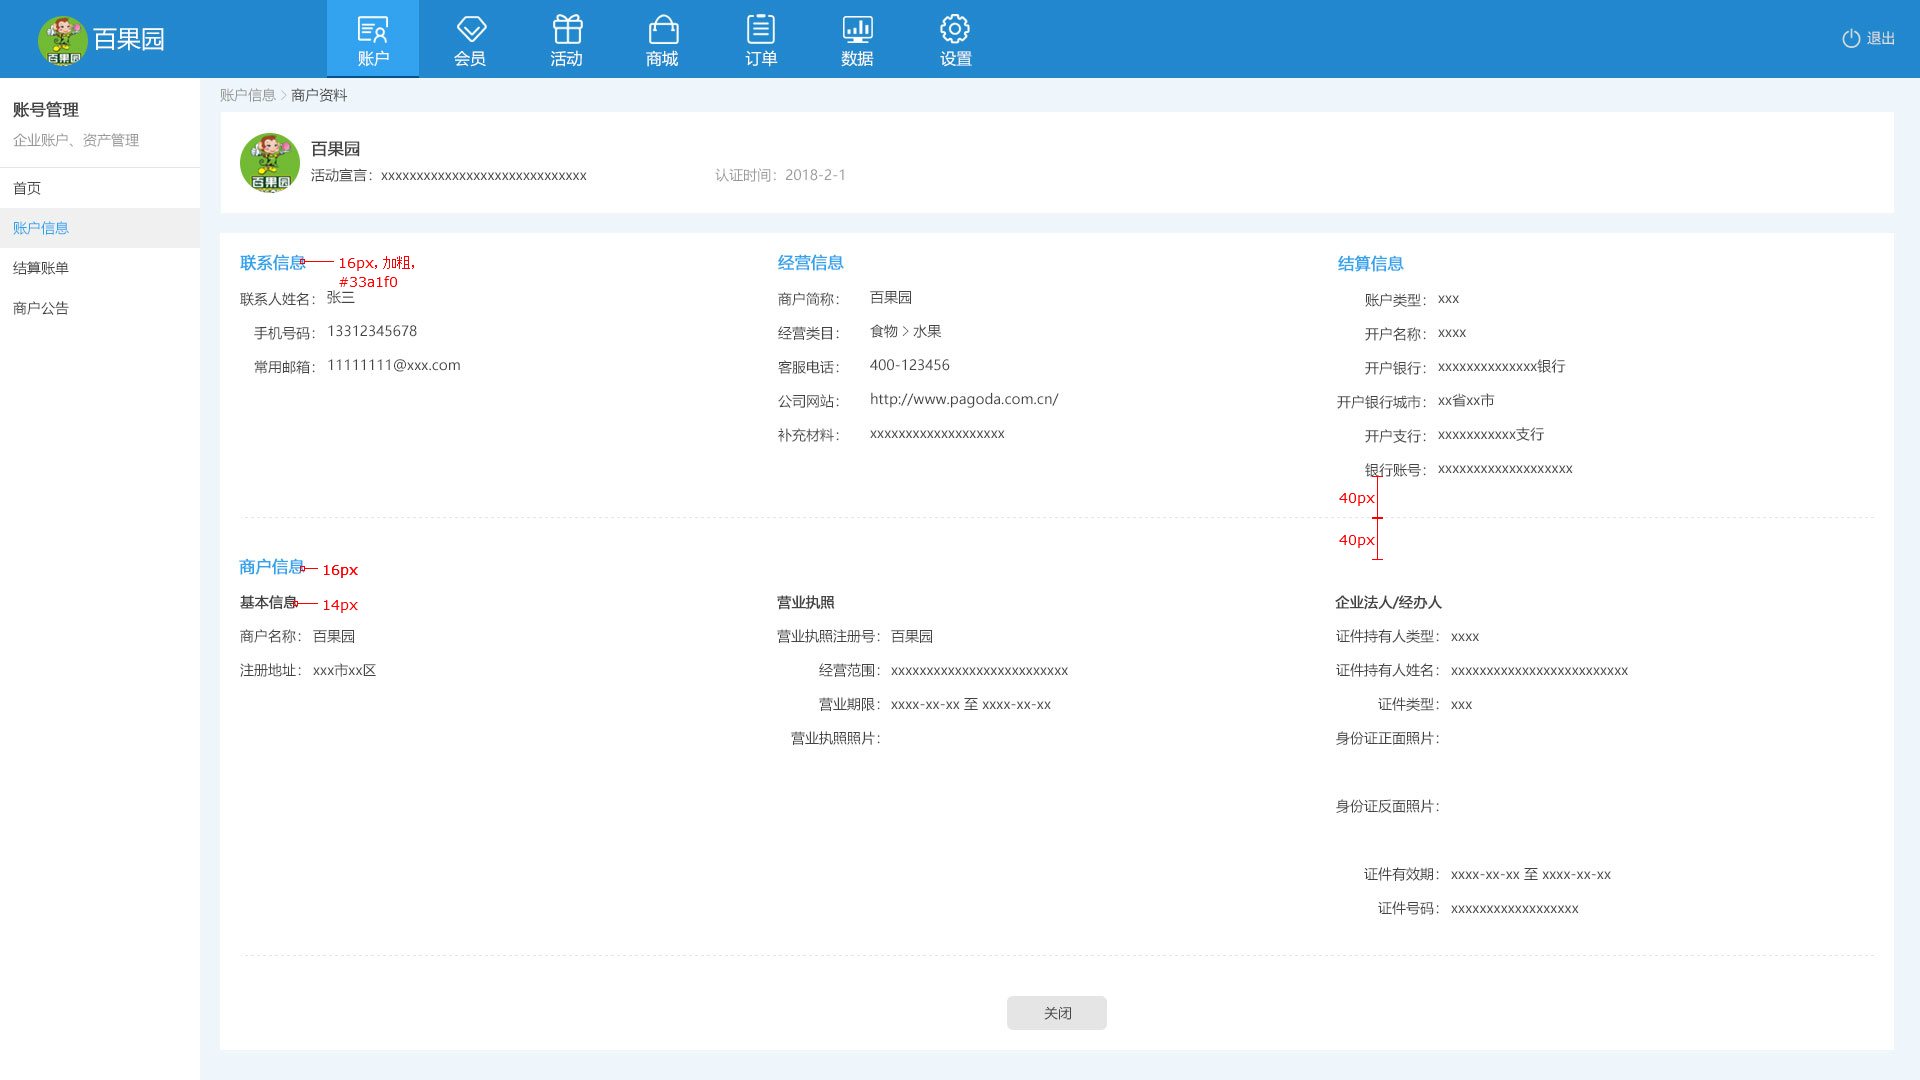 百果园
百果园
账户
会员
活动
商城
订单
数据
设置
退出
账号管理
企业账户、资产管理
首页
账户信息
结算账单
商户公告
账户信息 > 商户资料
百果园
百果园
活动宣言：xxxxxxxxxxxxxxxxxxxxxxxxxxxxx
认证时间：2018-2-1
联系信息
16px, 加粗,
#33a1f0
联系人姓名： 张三
手机号码： 13312345678
常用邮箱： 11111111@xxx.com
经营信息
商户简称： 百果园
经营类目： 食物 > 水果
客服电话： 400-123456
公司网站： http://www.pagoda.com.cn/
补充材料： xxxxxxxxxxxxxxxxxxx
结算信息
账户类型： xxx
开户名称： xxxx
开户银行： xxxxxxxxxxxxxx银行
开户银行城市： xx省xx市
开户支行： xxxxxxxxxxx支行
银行账号： xxxxxxxxxxxxxxxxxxx
40px
40px
商户信息
16px
基本信息
14px
商户名称： 百果园
注册地址： xxx市xx区
营业执照
营业执照注册号： 百果园
经营范围： xxxxxxxxxxxxxxxxxxxxxxxxx
营业期限： xxxx-xx-xx 至 xxxx-xx-xx
营业执照照片：
企业法人/经办人
证件持有人类型： xxxx
证件持有人姓名： xxxxxxxxxxxxxxxxxxxxxxxxx
证件类型： xxx
身份证正面照片：
身份证反面照片：
证件有效期： xxxx-xx-xx 至 xxxx-xx-xx
证件号码： xxxxxxxxxxxxxxxxxx
关闭